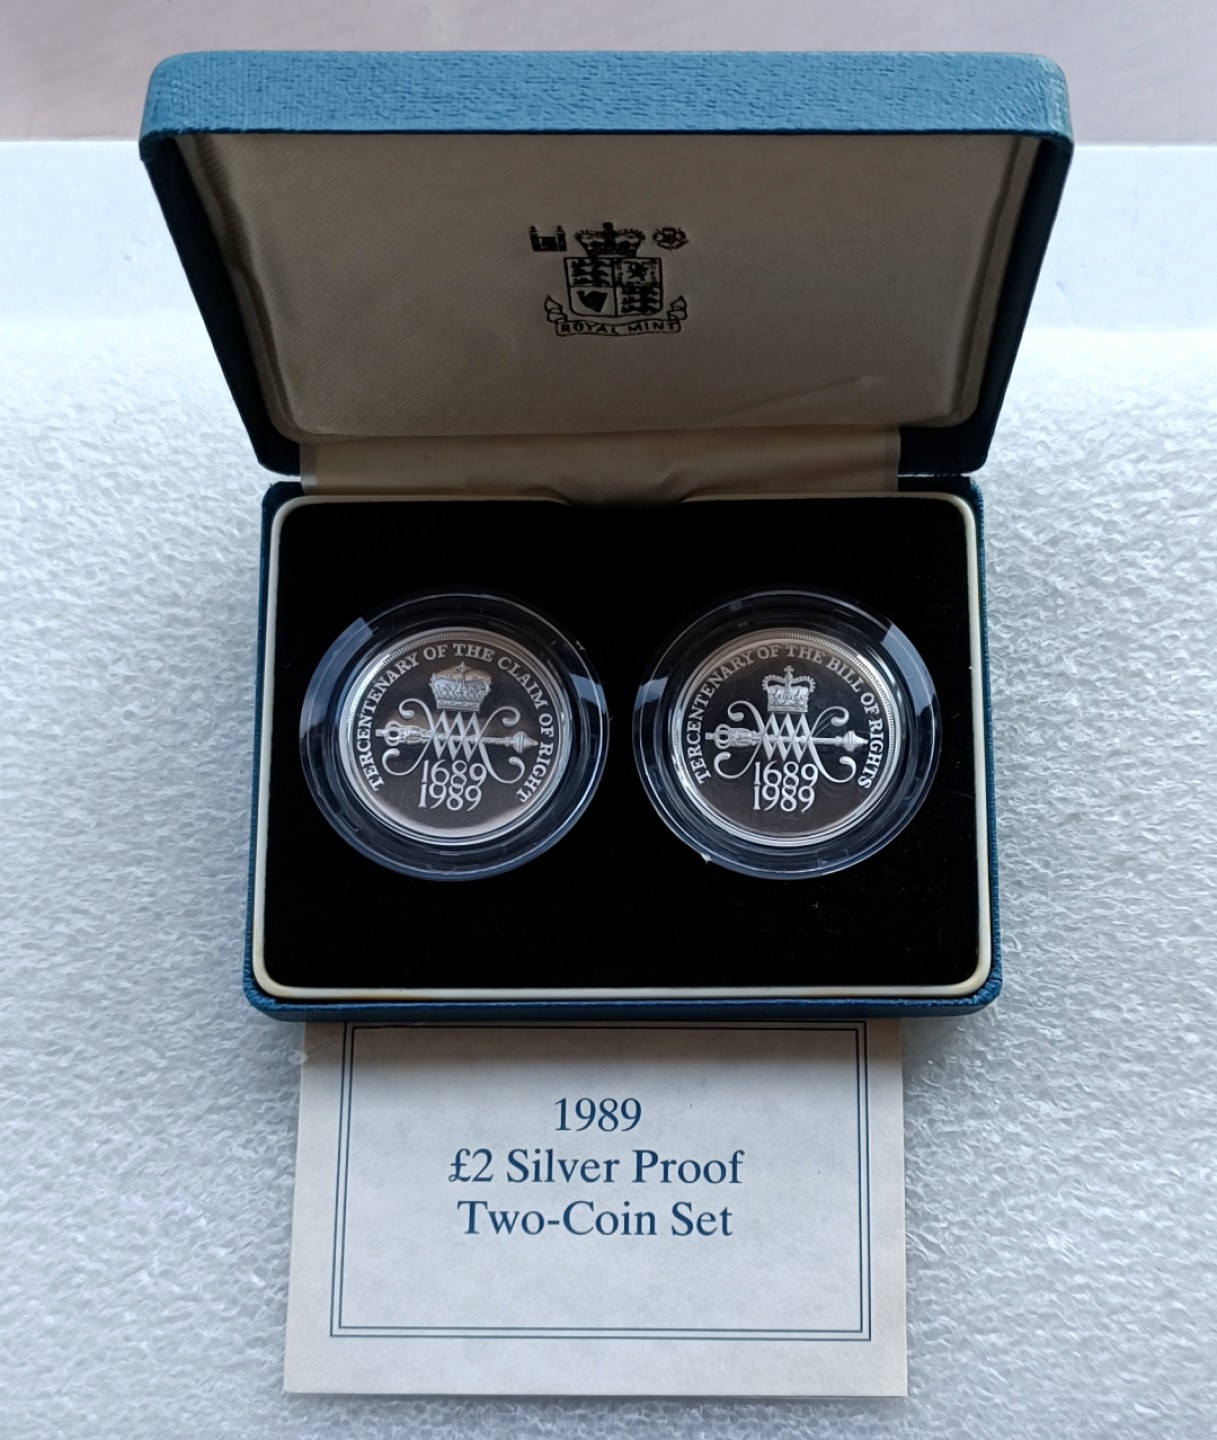 ROYAL MINT
TERCENTENARY OF THE CLAIM OF RIGHT
1689
1989
TERCENTENARY OF THE BILL OF RIGHTS
1689
1989
1989
£2 Silver Proof
Two-Coin Set